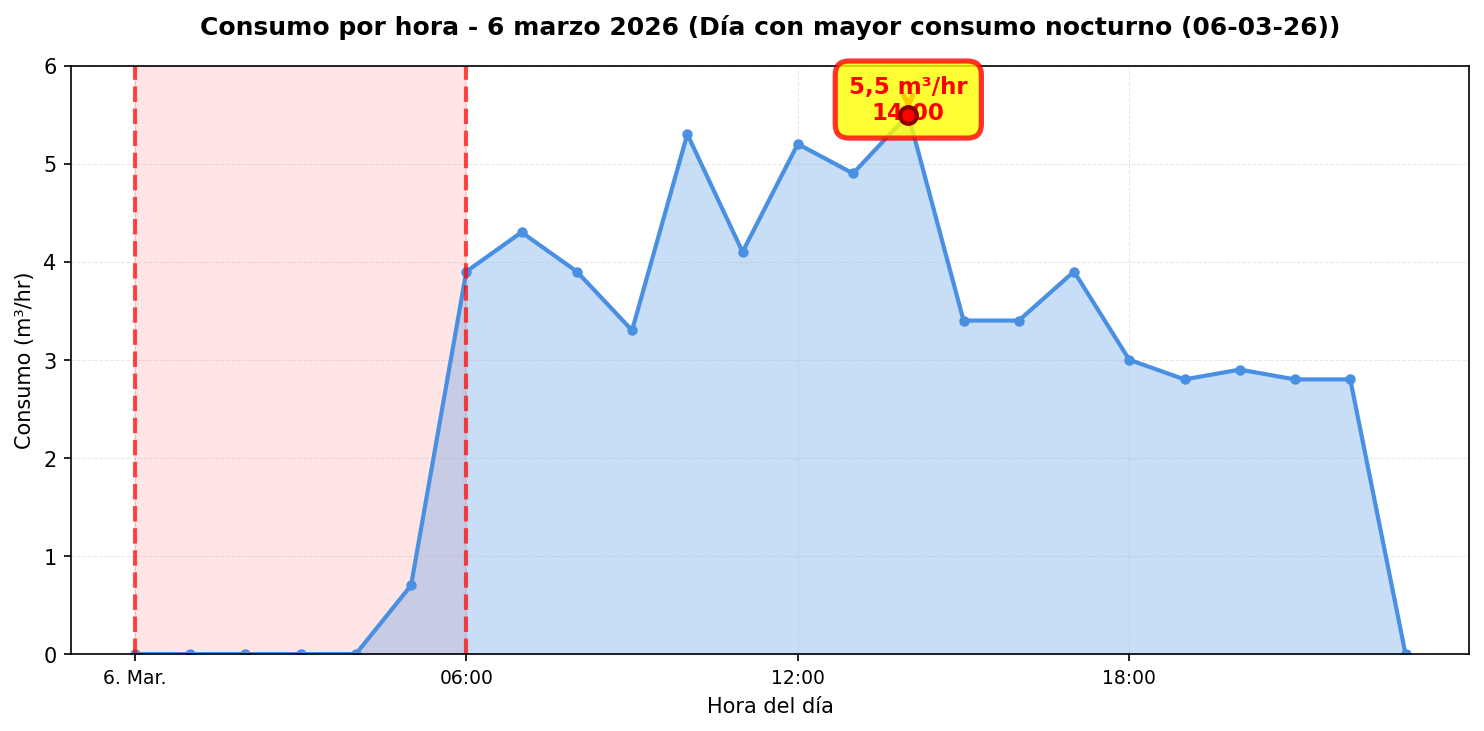 Consumo por hora - 6 marzo 2026 (Día con mayor consumo nocturno (06-03-26))
6
5,5 m³/hr
14:00
5
4
3
2
1
0
Consumo (m³/hr)
6. Mar.
06:00
12:00
18:00
Hora del día